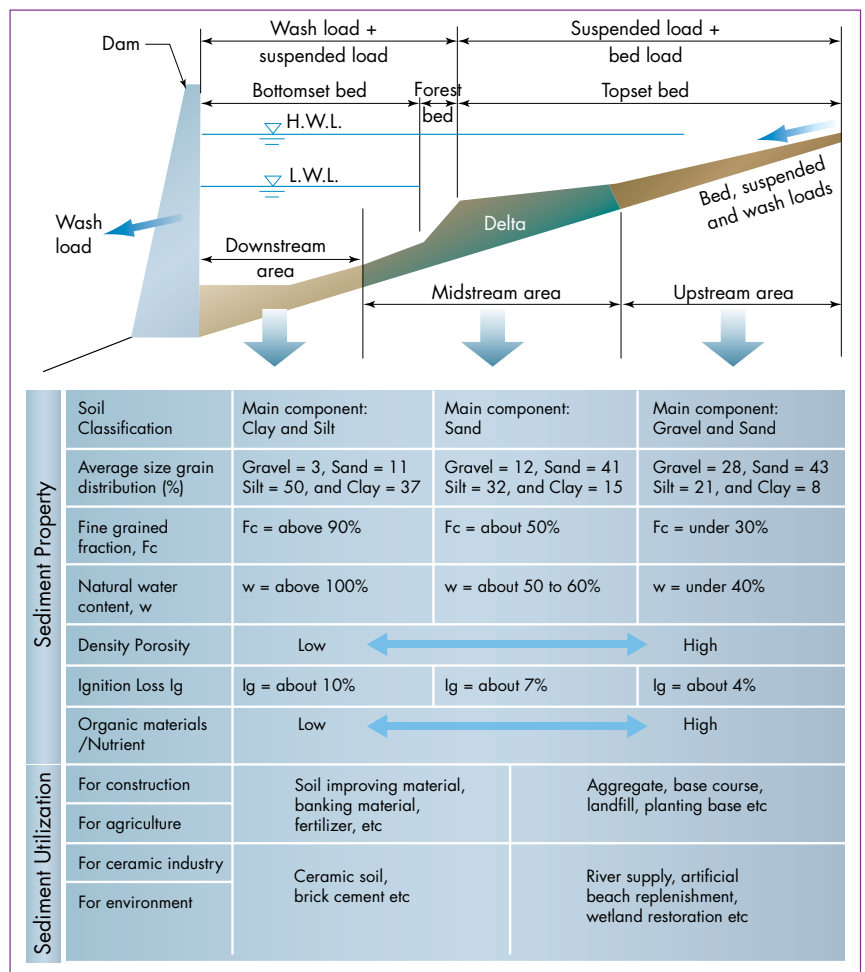 Wash load +
suspended load
Suspended load +
bed load
Dam
Bottomset bed
Forest
bed
Topset bed
H.W.L.
L.W.L.
Bed, suspended
and wash loads
Wash
load
Delta
Downstream
area
Midstream area
Upstream area
Sediment Property
Soil
Classification
Main component:
Clay and Silt
Main component:
Sand
Main component:
Gravel and Sand
Average size grain
distribution (%)
Gravel = 3, Sand = 11
Silt = 50, and Clay = 37
Gravel = 12, Sand = 41
Silt = 32, and Clay = 15
Gravel = 28, Sand = 43
Silt = 21, and Clay = 8
Fine grained
fraction, Fc
Fc = above 90%
Fc = about 50%
Fc = under 30%
Natural water
content, w
w = above 100%
w = about 50 to 60%
w = under 40%
Density Porosity
Low
High
Ignition Loss Ig
Ig = about 10%
Ig = about 7%
Ig = about 4%
Organic materials
/Nutrient
Low
High
Sediment Utilization
For construction
For agriculture
Soil improving material,
banking material,
fertilizer, etc
Aggregate, base course,
landfill, planting base etc
For ceramic industry
For environment
Ceramic soil,
brick cement etc
River supply, artificial
beach replenishment,
wetland restoration etc